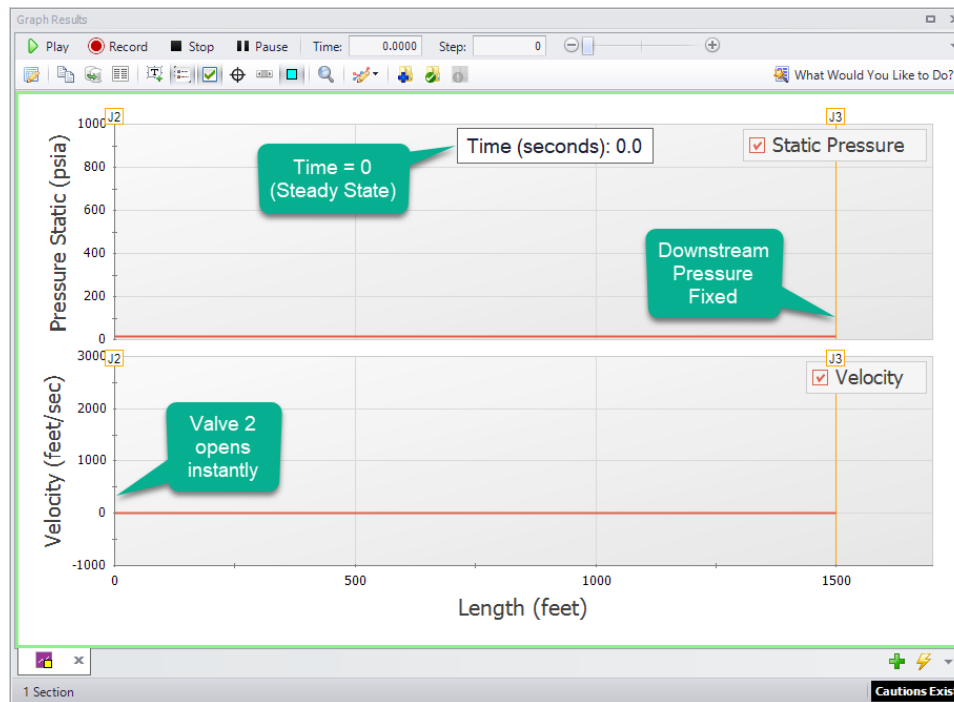 Graph Results
Play Record Stop Pause Time: 0.0000 Step: 0
What Would You Like to Do?
J2 J3
1000
800
600
400
200
0
Pressure Static (psia)
Time (seconds): 0.0
Static Pressure
Time = 0
(Steady State)
Downstream
Pressure
Fixed
J2 J3
3000
2000
1000
0
-1000
Velocity (feet/sec)
Velocity
Valve 2
opens
instantly
0 500 1000 1500
Length (feet)
1 Section
Cautions Exis